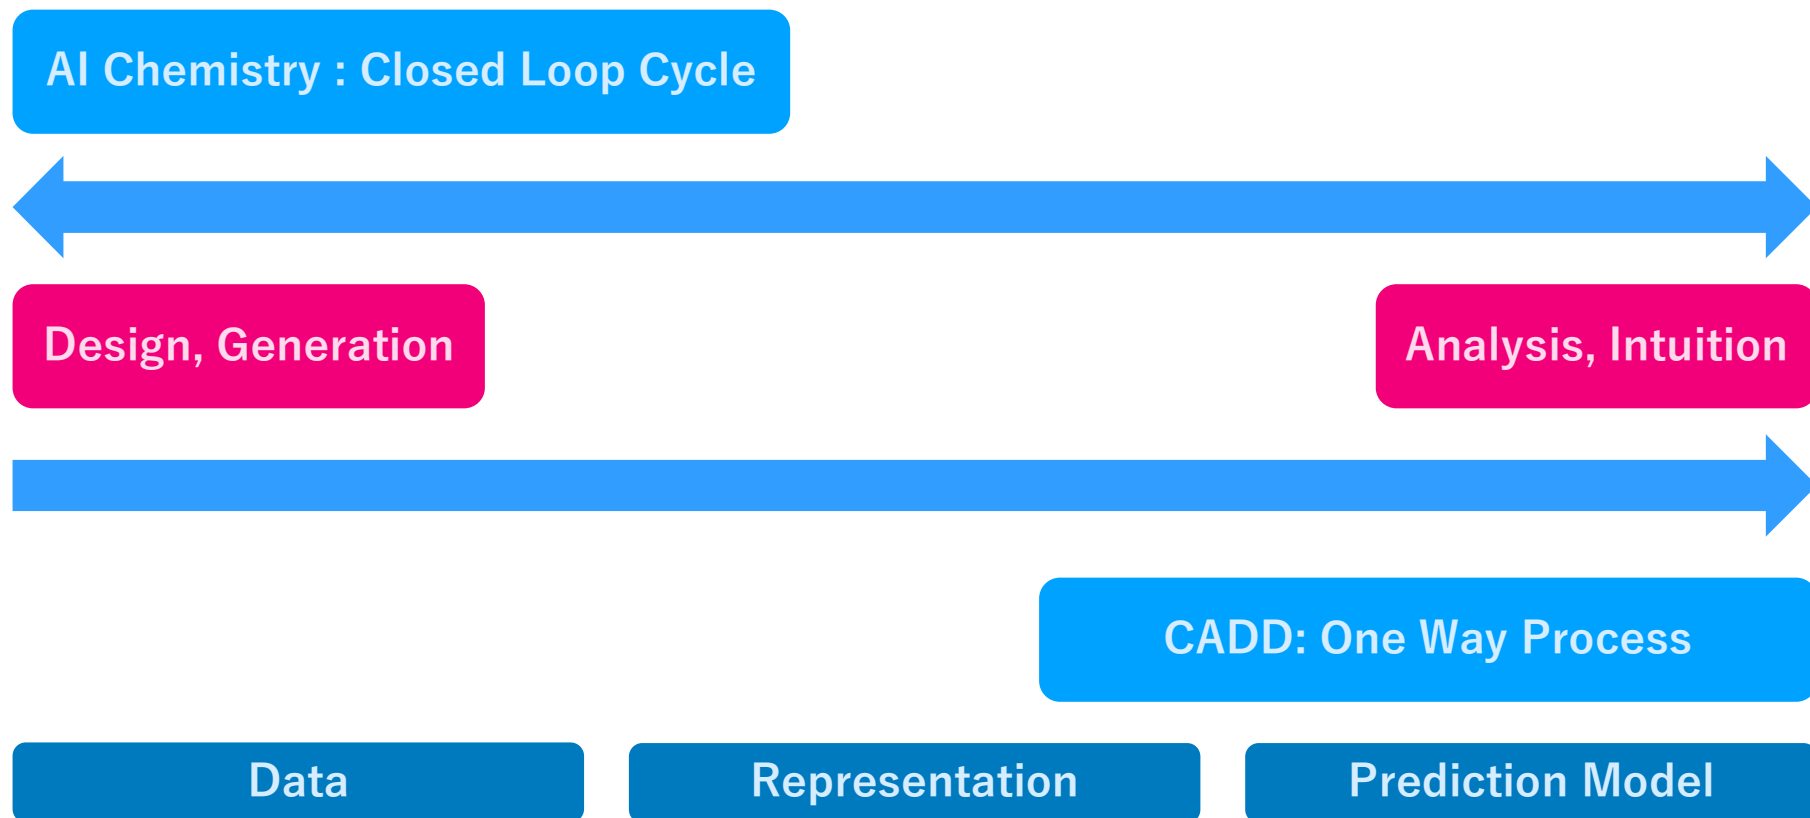 AI Chemistry : Closed Loop Cycle
Design, Generation
Analysis, Intuition
CADD: One Way Process
Data
Representation
Prediction Model